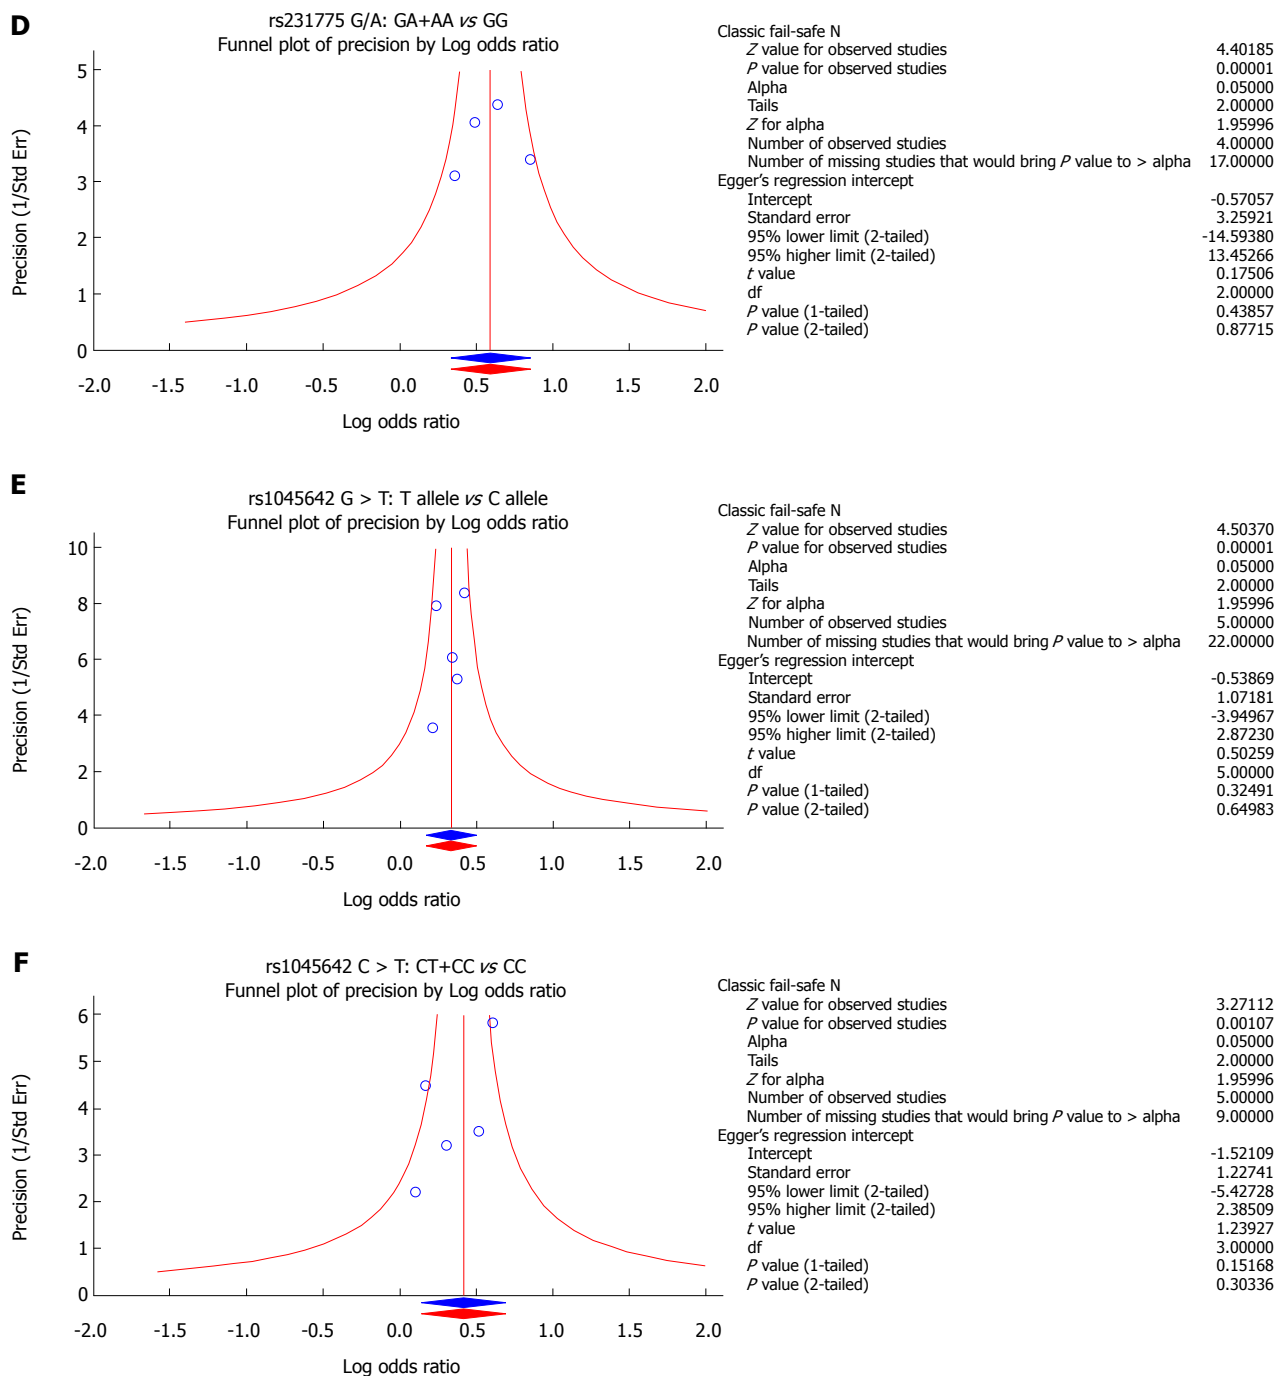 D
rs231775 G/A: GA+AA vs GG
Funnel plot of precision by Log odds ratio
Precision (1/Std Err)
5
4
3
2
1
0
-2.0 -1.5 -1.0 -0.5 0.0 0.5 1.0 1.5 2.0
Log odds ratio
Classic fail-safe N
Z value for observed studies 4.40185
P value for observed studies 0.00001
Alpha 0.05000
Tails 2.00000
Z for alpha 1.95996
Number of observed studies 4.00000
Number of missing studies that would bring P value to > alpha 17.00000
Egger's regression intercept
Intercept -0.57057
Standard error 3.25921
95% lower limit (2-tailed) -14.59380
95% higher limit (2-tailed) 13.45266
t value 0.17506
df 2.00000
P value (1-tailed) 0.43857
P value (2-tailed) 0.87715
E
rs1045642 G > T: T allele vs C allele
Funnel plot of precision by Log odds ratio
Precision (1/Std Err)
10
8
6
4
2
0
-2.0 -1.5 -1.0 -0.5 0.0 0.5 1.0 1.5 2.0
Log odds ratio
Classic fail-safe N
Z value for observed studies 4.50370
P value for observed studies 0.00001
Alpha 0.05000
Tails 2.00000
Z for alpha 1.95996
Number of observed studies 5.00000
Number of missing studies that would bring P value to > alpha 22.00000
Egger's regression intercept
Intercept -0.53869
Standard error 1.07181
95% lower limit (2-tailed) -3.94967
95% higher limit (2-tailed) 2.87230
t value 0.50259
df 5.00000
P value (1-tailed) 0.32491
P value (2-tailed) 0.64983
F
rs1045642 C > T: CT+CC vs CC
Funnel plot of precision by Log odds ratio
Precision (1/Std Err)
6
5
4
3
2
1
0
-2.0 -1.5 -1.0 -0.5 0.0 0.5 1.0 1.5 2.0
Log odds ratio
Classic fail-safe N
Z value for observed studies 3.27112
P value for observed studies 0.00107
Alpha 0.05000
Tails 2.00000
Z for alpha 1.95996
Number of observed studies 5.00000
Number of missing studies that would bring P value to > alpha 9.00000
Egger's regression intercept
Intercept -1.52109
Standard error 1.22741
95% lower limit (2-tailed) -5.42728
95% higher limit (2-tailed) 2.38509
t value 1.23927
df 3.00000
P value (1-tailed) 0.15168
P value (2-tailed) 0.30336